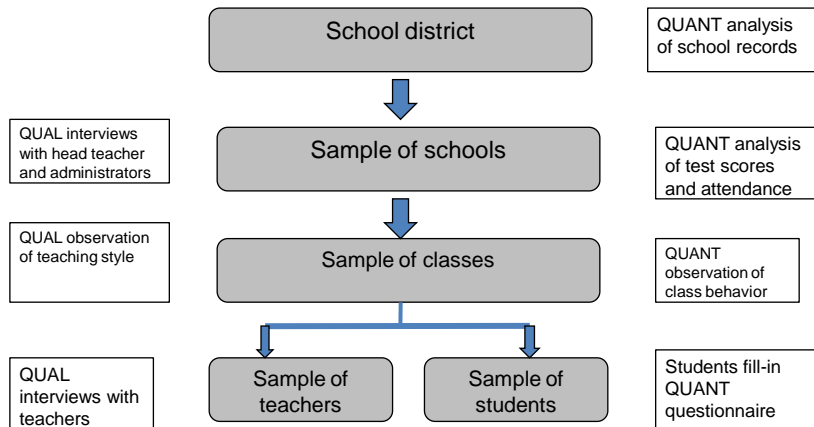 School district
QUANT analysis
of school records
QUAL interviews
with head teacher
and administrators
Sample of schools
QUANT analysis
of test scores
and attendance
QUAL observation
of teaching style
Sample of classes
QUANT
observation of
class behavior
QUAL
interviews with
teachers
Sample of
teachers
Sample of
students
Students fill-in
QUANT
questionnaire